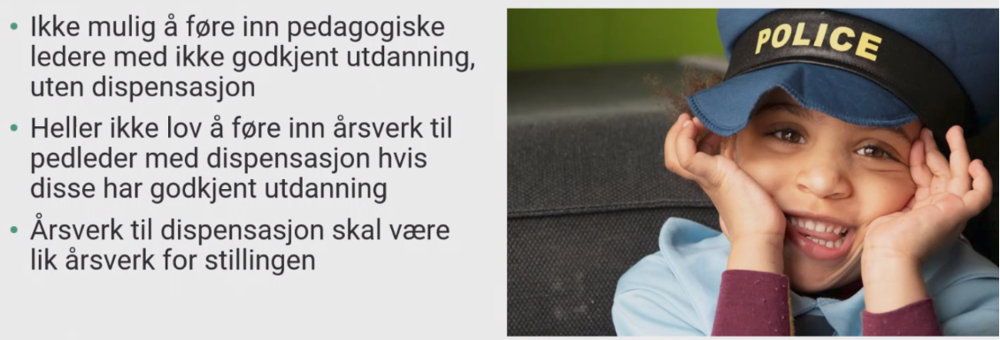 • Ikke mulig å føre inn pedagogiske
ledere med ikke godkjent utdanning,
uten dispensasjon
• Heller ikke lov å føre inn årsverk til
pedleder med dispensasjon hvis
disse har godkjent utdanning
• Årsverk til dispensasjon skal være
lik årsverk for stillingen
POLICE